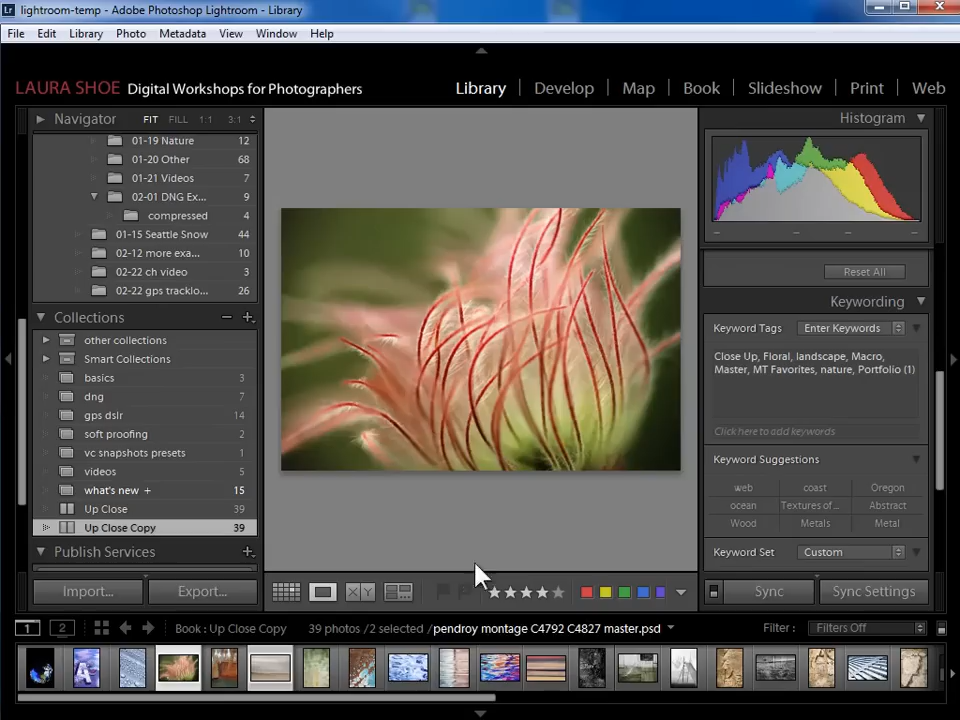 lightroom-temp - Adobe Photoshop Lightroom - Library
File Edit Library Photo Metadata View Window Help
LAURA SHOE Digital Workshops for Photographers
Library Develop Map Book Slideshow Print Web
Navigator FIT FILL 1:1 3:1
01-19 Nature 12
01-20 Other 68
01-21 Videos 7
02-01 DNG Ex... 9
compressed 4
01-15 Seattle Snow 44
02-12 more exa... 10
02-22 ch video 3
02-22 gps tracklo... 26
Collections
other collections
Smart Collections
basics 3
dng 7
gps dslr 14
soft proofing 2
vc snapshots presets 1
videos 5
what's new + 15
Up Close 39
Up Close Copy 39
Publish Services
Import... Export...
Histogram
Reset All
Keywording
Keyword Tags Enter Keywords
Close Up, Floral, landscape, Macro,
Master, MT Favorites, nature, Portfolio (1)
Click here to add keywords
Keyword Suggestions
web coast Oregon
ocean Textures of... Abstract
Wood Metals Metal
Keyword Set Custom
Sync Sync Settings
X Y
1 2 Book : Up Close Copy 39 photos /2 selected /pendroy montage C4792 C4827 master.psd Filter : Filters Off